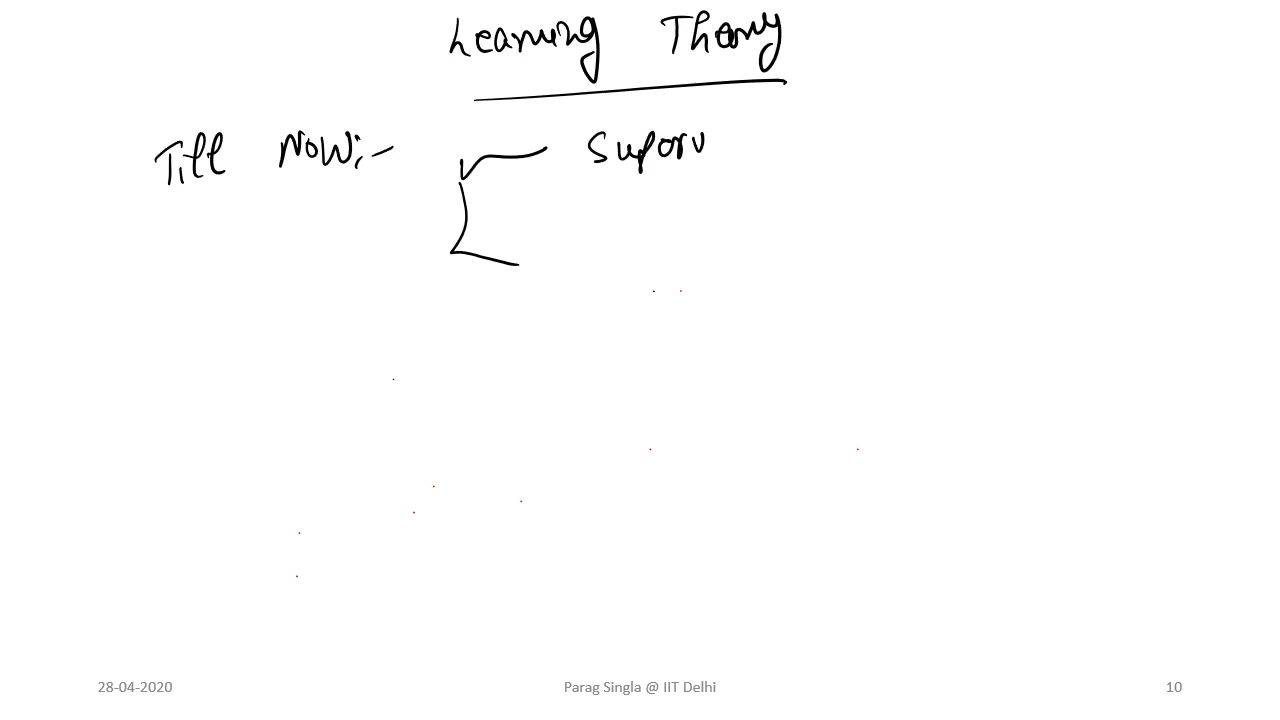 Learning Theory
Till Now:- Superv
28-04-2020 Parag Singla @ IIT Delhi 10